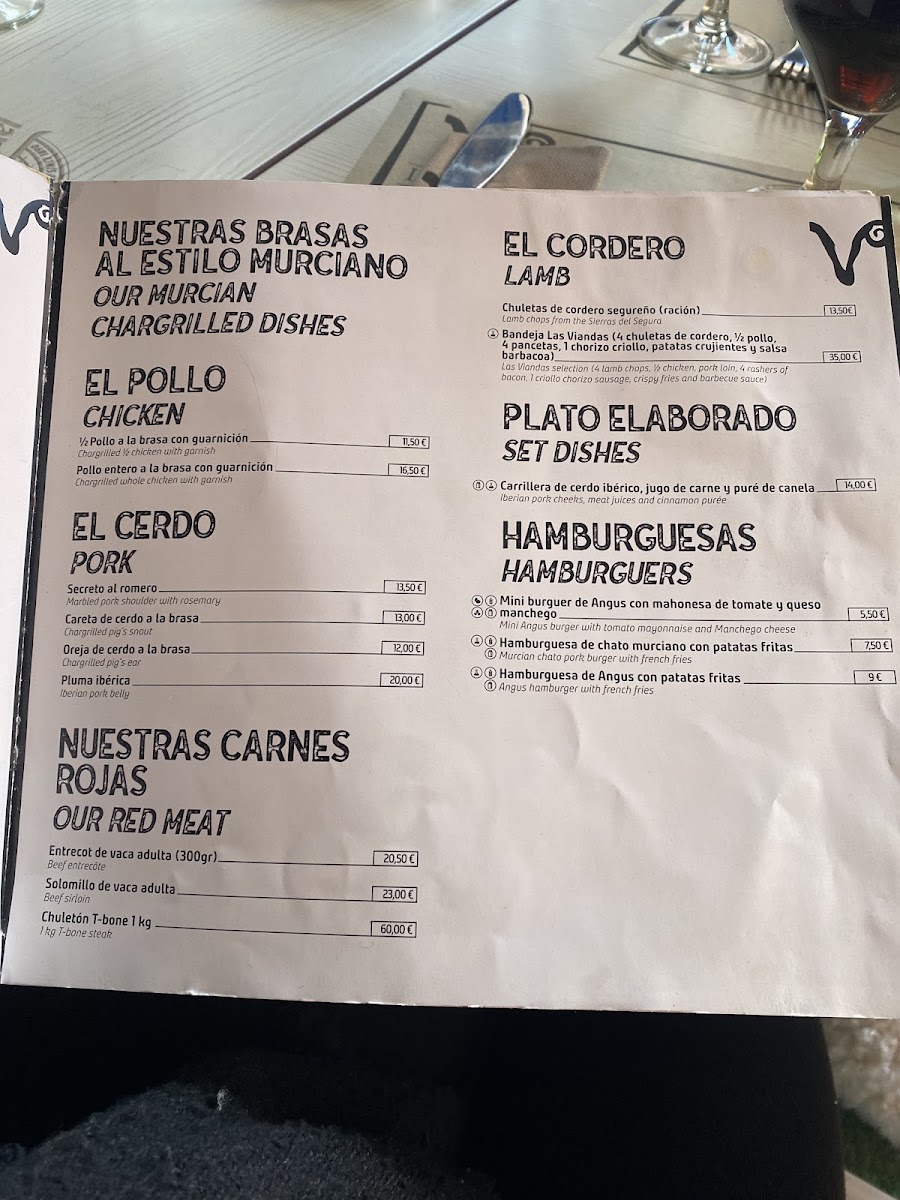 NUESTRAS BRASAS
AL ESTILO MURCIANO
OUR MURCIAN
CHARGRILLED DISHES
EL POLLO
CHICKEN
½ Pollo a la brasa con guarnición 11,50 €
Chargrilled ½ chicken with garnish
Pollo entero a la brasa con guarnición 16,50 €
Chargrilled whole chicken with garnish
EL CERDO
PORK
Secreto al romero 13,50 €
Marbled pork shoulder with rosemary
Careta de cerdo a la brasa 13,00 €
Chargrilled pig's snout
Oreja de cerdo a la brasa 12,00 €
Chargrilled pig's ear
Pluma ibérica 20,00 €
Iberian pork belly
NUESTRAS CARNES
ROJAS
OUR RED MEAT
Entrecot de vaca adulta (300gr) 20,50 €
Beef entrecôte
Solomillo de vaca adulta 23,00 €
Beef sirloin
Chuletón T-bone 1 kg 60,00 €
1 kg T-bone steak
EL CORDERO
LAMB
Chuletas de cordero segureño (ración) 13,50€
Lamb chops from the Sierras del Segura
Bandeja Las Viandas (4 chuletas de cordero, ½ pollo,
4 pancetas, 1 chorizo criollo, patatas crujientes y salsa
barbacoa) 35,00 €
Las Viandas selection (4 lamb chops, ½ chicken, pork loin, 4 rashers of
bacon, 1 criollo chorizo sausage, crispy fries and barbecue sauce)
PLATO ELABORADO
SET DISHES
Carrillera de cerdo ibérico, jugo de carne y puré de canela 14,00 €
Iberian pork cheeks, meat juices and cinnamon purée
HAMBURGUESAS
HAMBURGUERS
Mini burguer de Angus con mahonesa de tomate y queso
manchego 5,50 €
Mini Angus burger with tomato mayonnaise and Manchego cheese
Hamburguesa de chato murciano con patatas fritas 7,50 €
Murcian chato pork burger with french fries
Hamburguesa de Angus con patatas fritas 9 €
Angus hamburger with french fries